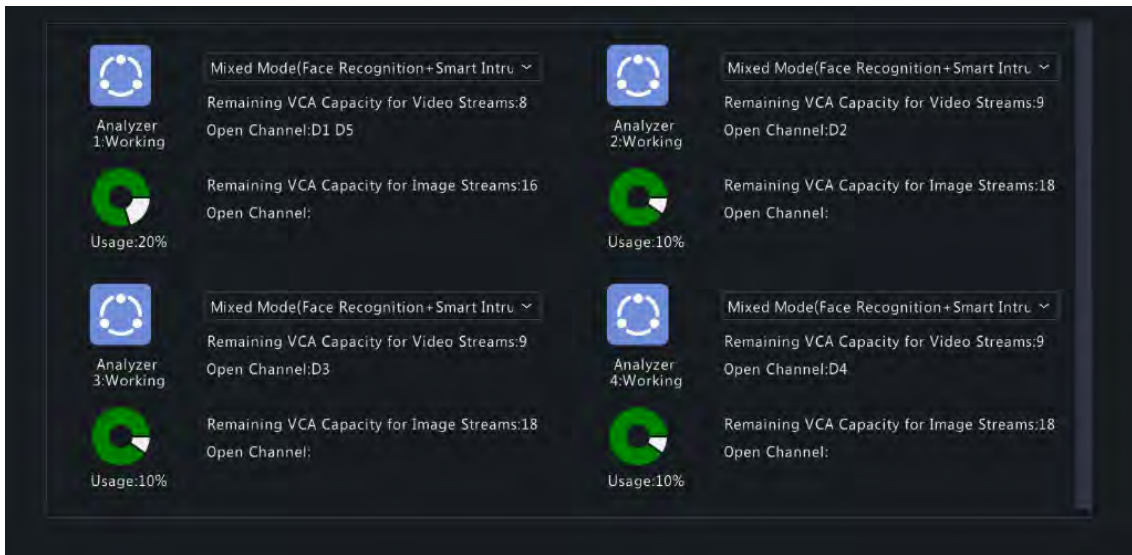 Mixed Mode(Face Recognition+Smart Intru
Remaining VCA Capacity for Video Streams:8
Analyzer
1:Working
Open Channel:D1 D5
Remaining VCA Capacity for Image Streams:16
Open Channel:
Usage:20%
Mixed Mode(Face Recognition+Smart Intru
Remaining VCA Capacity for Video Streams:9
Analyzer
2:Working
Open Channel:D2
Remaining VCA Capacity for Image Streams:18
Open Channel:
Usage:10%
Mixed Mode(Face Recognition+Smart Intru
Remaining VCA Capacity for Video Streams:9
Analyzer
3:Working
Open Channel:D3
Remaining VCA Capacity for Image Streams:18
Open Channel:
Usage:10%
Mixed Mode(Face Recognition+Smart Intru
Remaining VCA Capacity for Video Streams:9
Analyzer
4:Working
Open Channel:D4
Remaining VCA Capacity for Image Streams:18
Open Channel:
Usage:10%